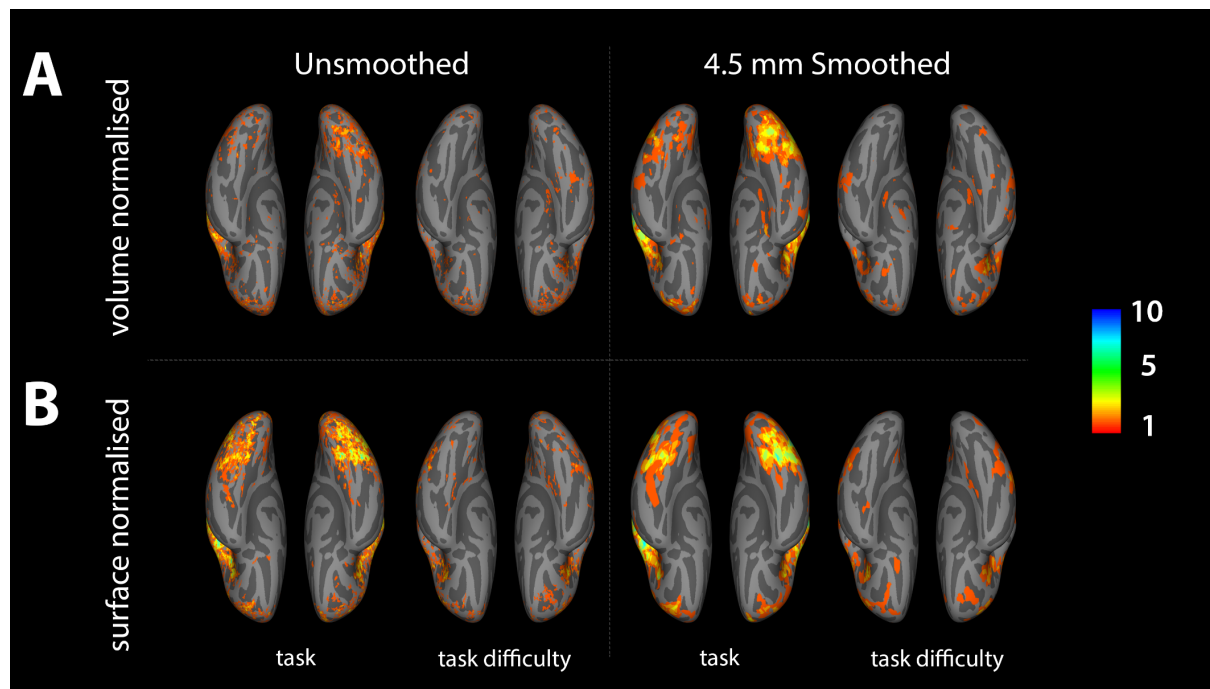 A
Unsmoothed
4.5 mm Smoothed
volume normalised
10
5
1
B
surface normalised
task
task difficulty
task
task difficulty